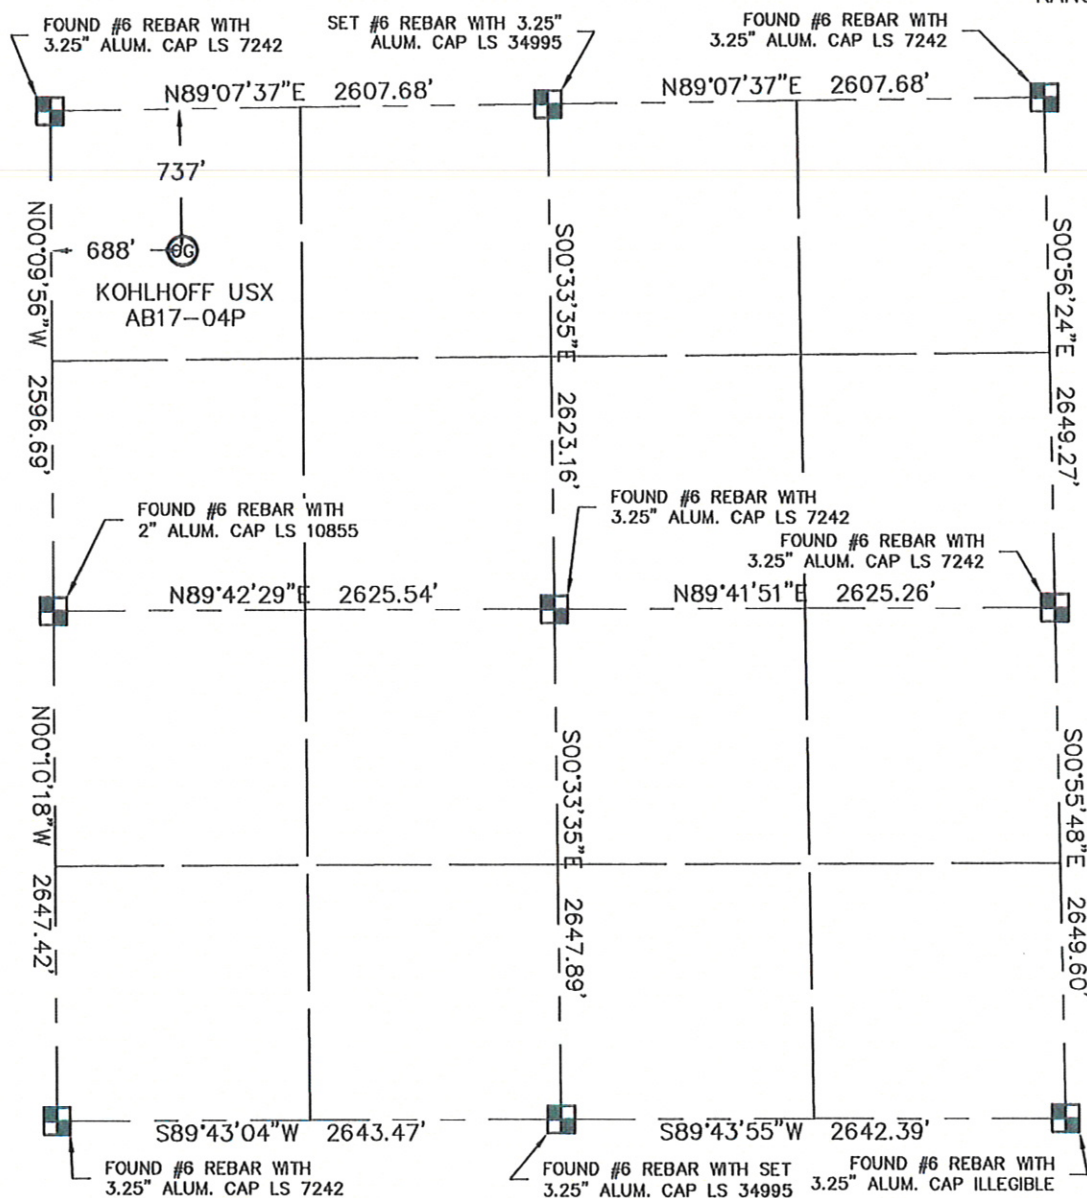 FOUND #6 REBAR WITH
3.25" ALUM. CAP LS 7242
SET #6 REBAR WITH 3.25"
ALUM. CAP LS 34995
FOUND #6 REBAR WITH
3.25" ALUM. CAP LS 7242
N89°07'37"E 2607.68'
N89°07'37"E 2607.68'
737'
688'
OG
KOHLHOFF USX
AB17-04P
N00°09'56"W 2596.69'
S00°33'35"E 2623.16'
S00°56'24"E 2649.27'
FOUND #6 REBAR WITH
2" ALUM. CAP LS 10855
FOUND #6 REBAR WITH
3.25" ALUM. CAP LS 7242
FOUND #6 REBAR WITH
3.25" ALUM. CAP LS 7242
N89°42'29"E 2625.54'
N89°41'51"E 2625.26'
N00°10'18"W 2647.42'
S00°33'35"E 2647.89'
S00°55'48"E 2649.60'
S89°43'04"W 2643.47'
S89°43'55"W 2642.39'
FOUND #6 REBAR WITH
3.25" ALUM. CAP LS 7242
FOUND #6 REBAR WITH SET
3.25" ALUM. CAP LS 34995
FOUND #6 REBAR WITH
3.25" ALUM. CAP ILLEGIBLE